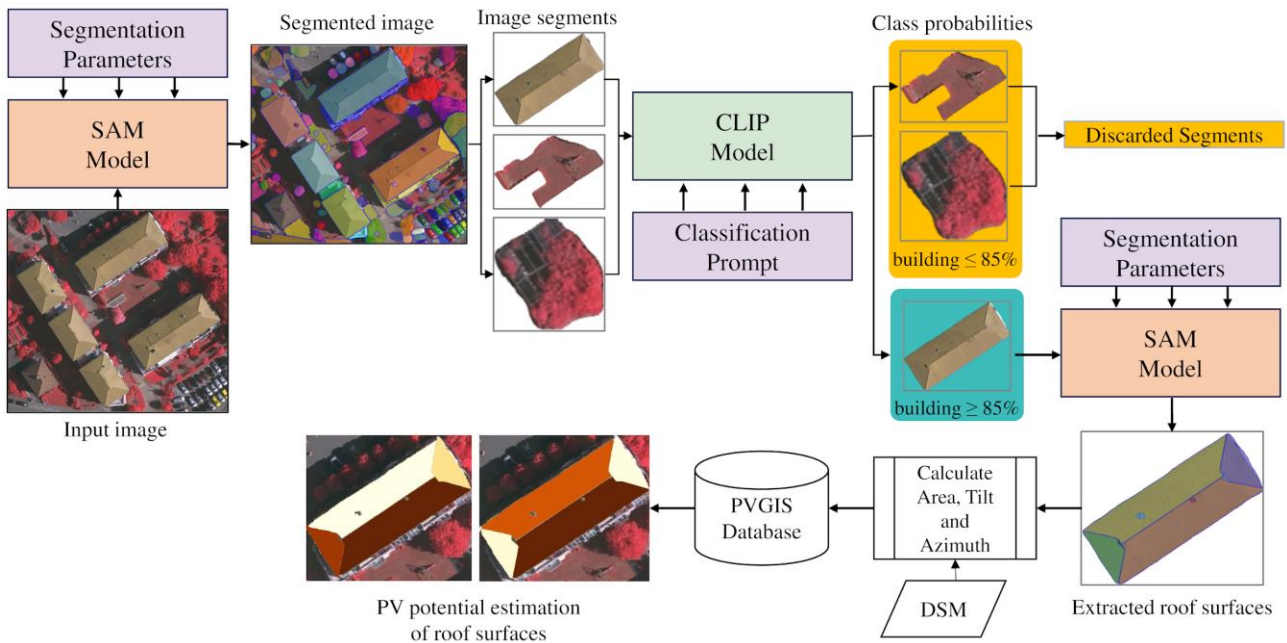 Segmentation
Parameters
SAM
Model
Input image
Segmented image
Image segments
CLIP
Model
Classification
Prompt
Class probabilities
building ≤ 85%
Discarded Segments
building ≥ 85%
Segmentation
Parameters
SAM
Model
Extracted roof surfaces
Calculate
Area, Tilt
and
Azimuth
DSM
PVGIS
Database
PV potential estimation
of roof surfaces